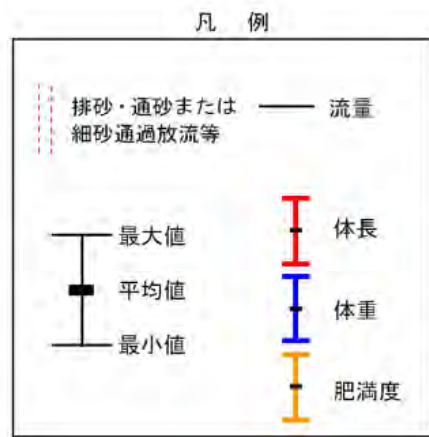 凡 例
排砂・通砂または
細砂通過放流等
流量
最大値
平均値
最小値
体長
体重
肥満度